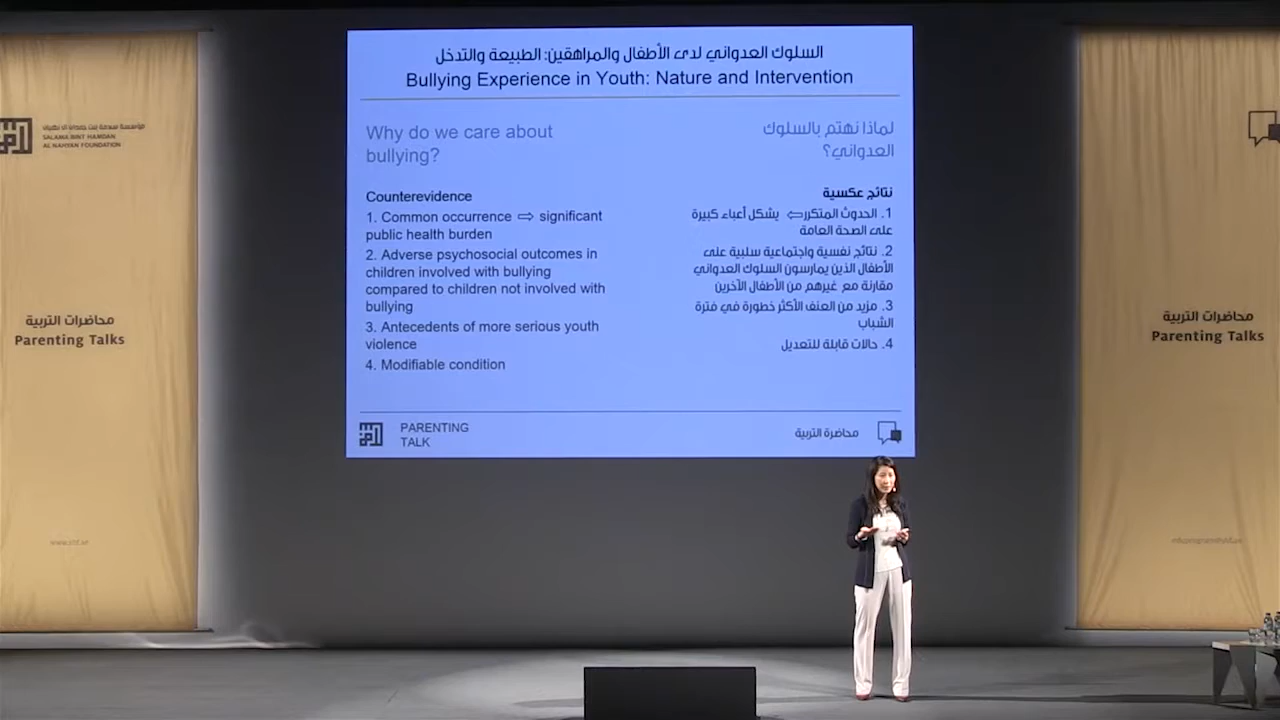 السلوك العدواني لدى الأطفال والمراهقين: الطبيعة والتدخل
Bullying Experience in Youth: Nature and Intervention
Why do we care about
bullying?
Counterevidence
1. Common occurrence ⇨ significant
public health burden
2. Adverse psychosocial outcomes in
children involved with bullying
compared to children not involved with
bullying
3. Antecedents of more serious youth
violence
4. Modifiable condition
لماذا نهتم بالسلوك
العدواني؟
نتائج عكسية
1. الحدوث المتكرر⇦ يشكل أعباء كبيرة
على الصحة العامة
2. نتائج نفسية واجتماعية سلبية على
الأطفال الذين يمارسون السلوك العدواني
مقارنة مع غيرهم من الأطفال الآخرين
3. مزيد من العنف الأكثر خطورة في فترة
الشباب
4. حالات قابلة للتعديل
PARENTING
TALK
محاضرة التربية
SALAMA BINT HAMDAN
AL NAHYAN FOUNDATION
محاضرات التربية
Parenting Talks
محاضرات التربية
Parenting Talks